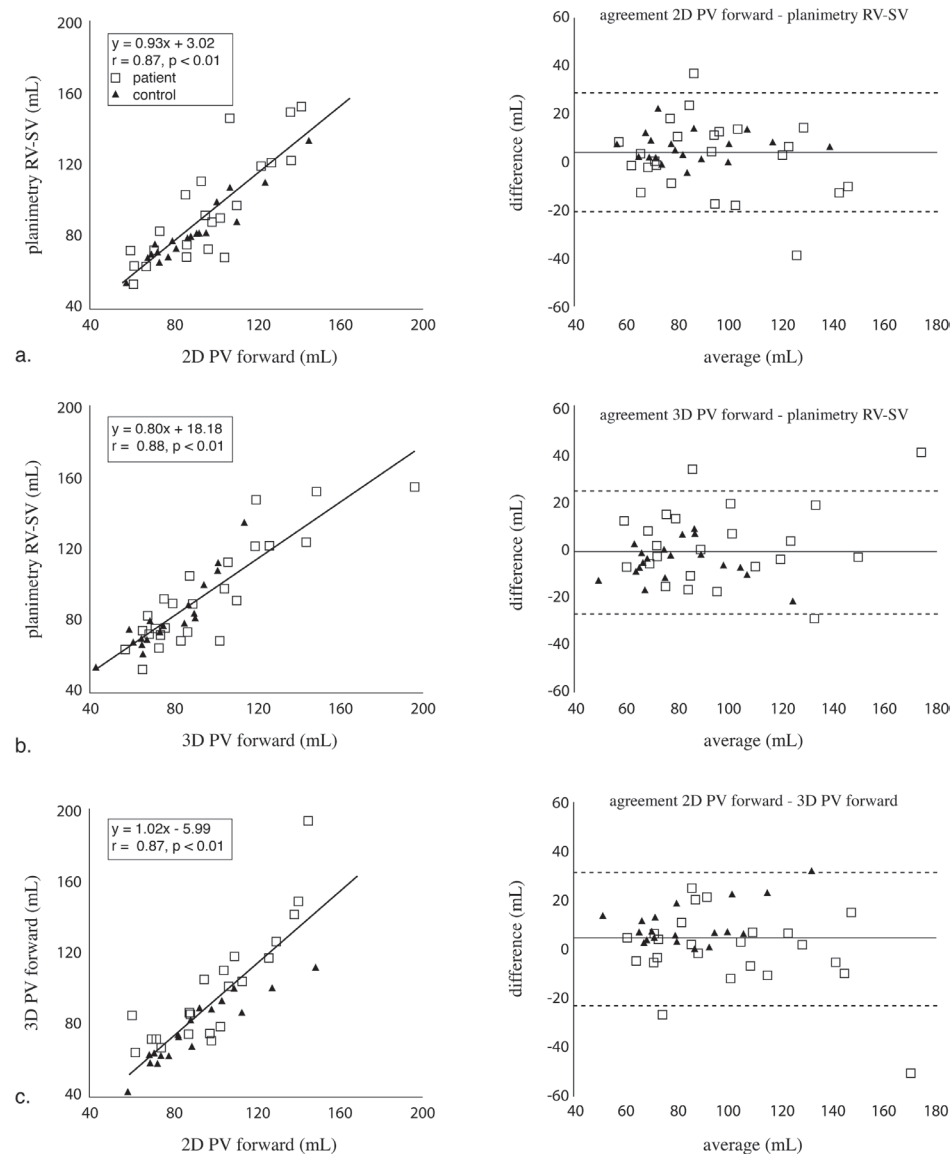 200
160
120
80
40
planimetry RV-SV (mL)
y = 0.93x + 3.02
r = 0.87, p < 0.01
patient
control
40 80 120 160 200
2D PV forward (mL)
a.
agreement 2D PV forward - planimetry RV-SV
60
40
20
0
-20
-40
-60
difference (mL)
40 60 80 100 120 140 160 180
average (mL)
200
160
120
80
40
planimetry RV-SV (mL)
y = 0.80x + 18.18
r = 0.88, p < 0.01
40 80 120 160 200
3D PV forward (mL)
b.
agreement 3D PV forward - planimetry RV-SV
60
40
20
0
-20
-40
-60
difference (mL)
40 60 80 100 120 140 160 180
average (mL)
200
160
120
80
40
3D PV forward (mL)
y = 1.02x - 5.99
r = 0.87, p < 0.01
40 80 120 160 200
2D PV forward (mL)
c.
agreement 2D PV forward - 3D PV forward
60
40
20
0
-20
-40
-60
difference (mL)
40 60 80 100 120 140 160 180
average (mL)